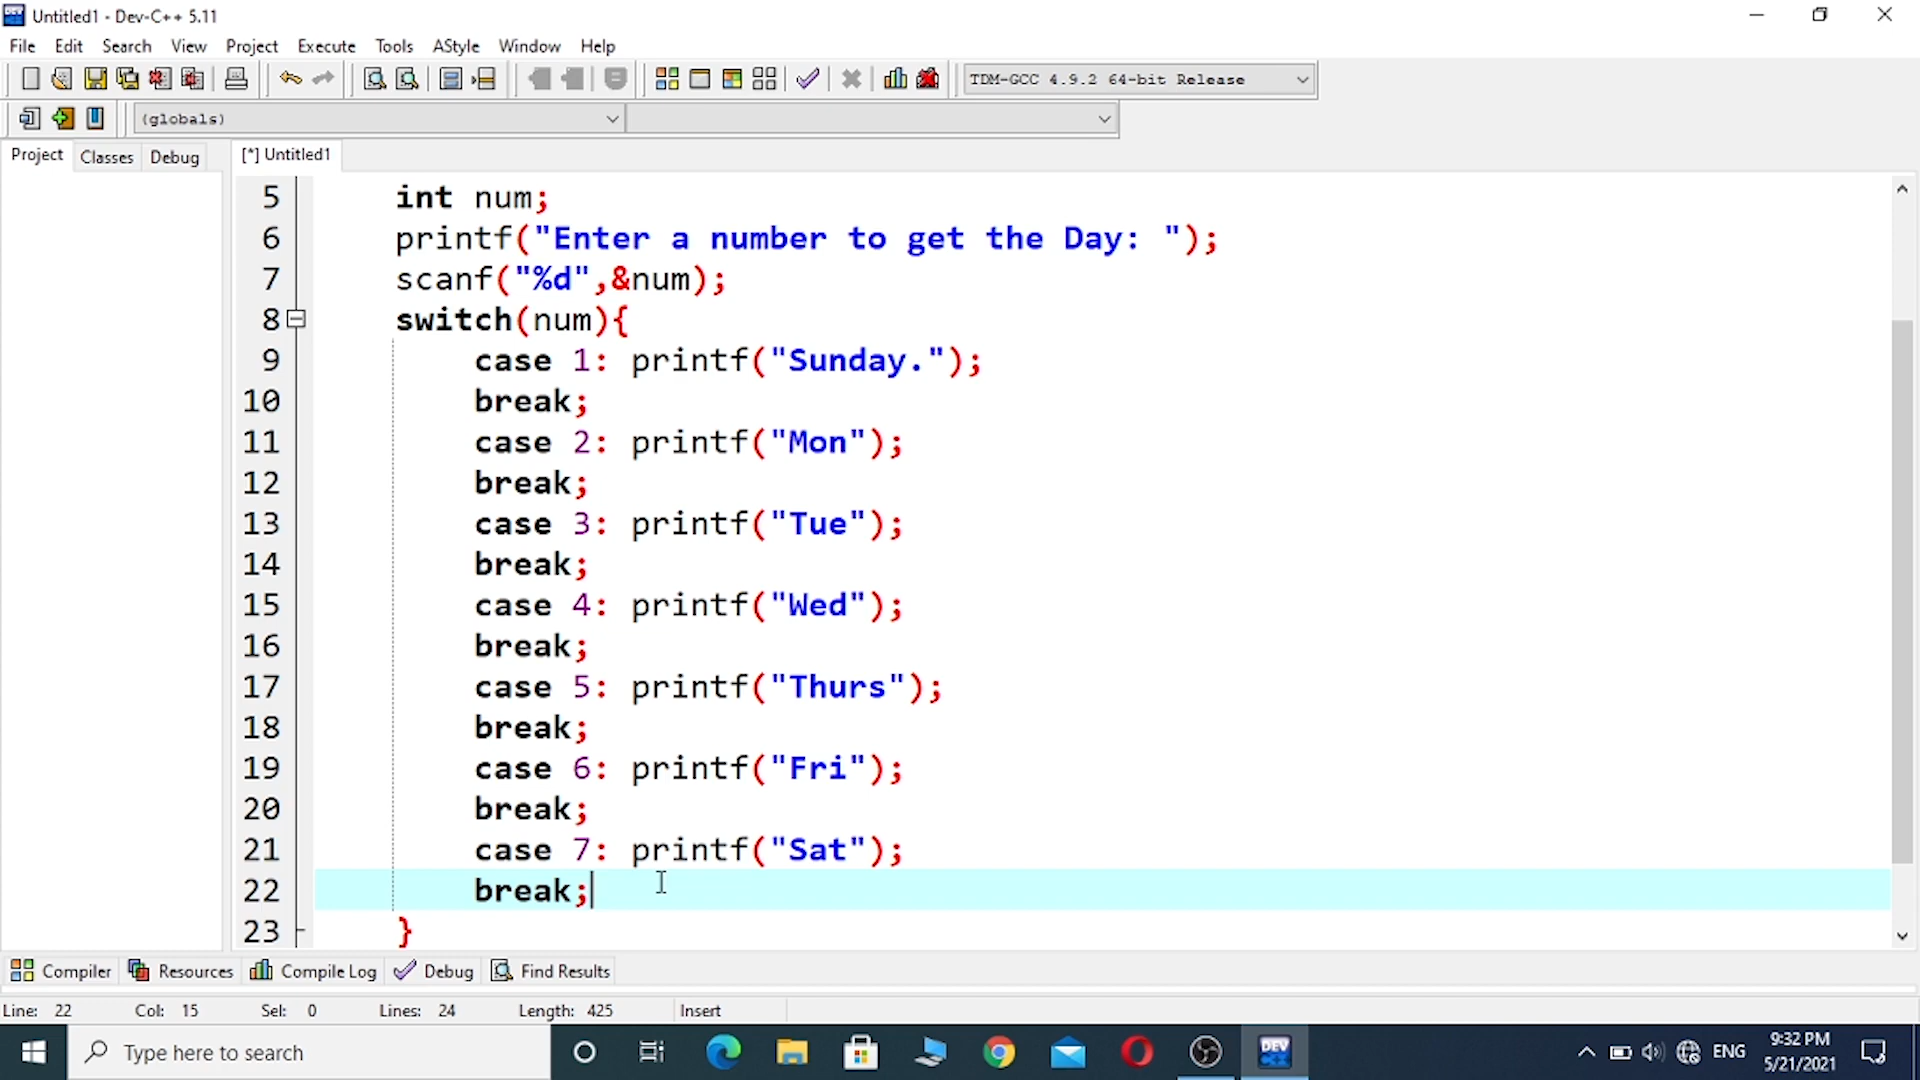 Untitled1 - Dev-C++ 5.11
File Edit Search View Project Execute Tools AStyle Window Help
TDM-GCC 4.9.2 64-bit Release
(globals)
Project Classes Debug [*] Untitled1
5 int num;
6 printf("Enter a number to get the Day: ");
7 scanf("%d",&num);
8 switch(num){
9 case 1: printf("Sunday.");
10 break;
11 case 2: printf("Mon");
12 break;
13 case 3: printf("Tue");
14 break;
15 case 4: printf("Wed");
16 break;
17 case 5: printf("Thurs");
18 break;
19 case 6: printf("Fri");
20 break;
21 case 7: printf("Sat");
22 break;
23 }
Compiler Resources Compile Log Debug Find Results
Line: 22 Col: 15 Sel: 0 Lines: 24 Length: 425 Insert
Type here to search
DEV C++
ENG
9:32 PM
5/21/2021